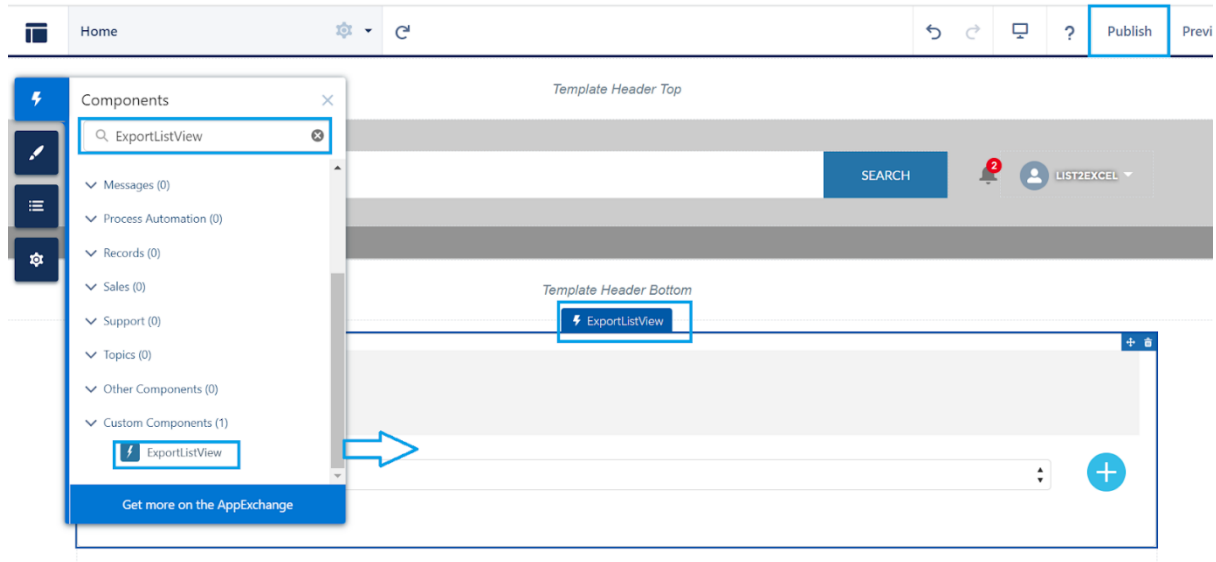 Home
? Publish Previ
Template Header Top
Components
ExportListView
SEARCH
2
LIST2EXCEL
Messages (0)
Process Automation (0)
Records (0)
Sales (0)
Support (0)
Topics (0)
Other Components (0)
Custom Components (1)
ExportListView
Get more on the AppExchange
Template Header Bottom
ExportListView